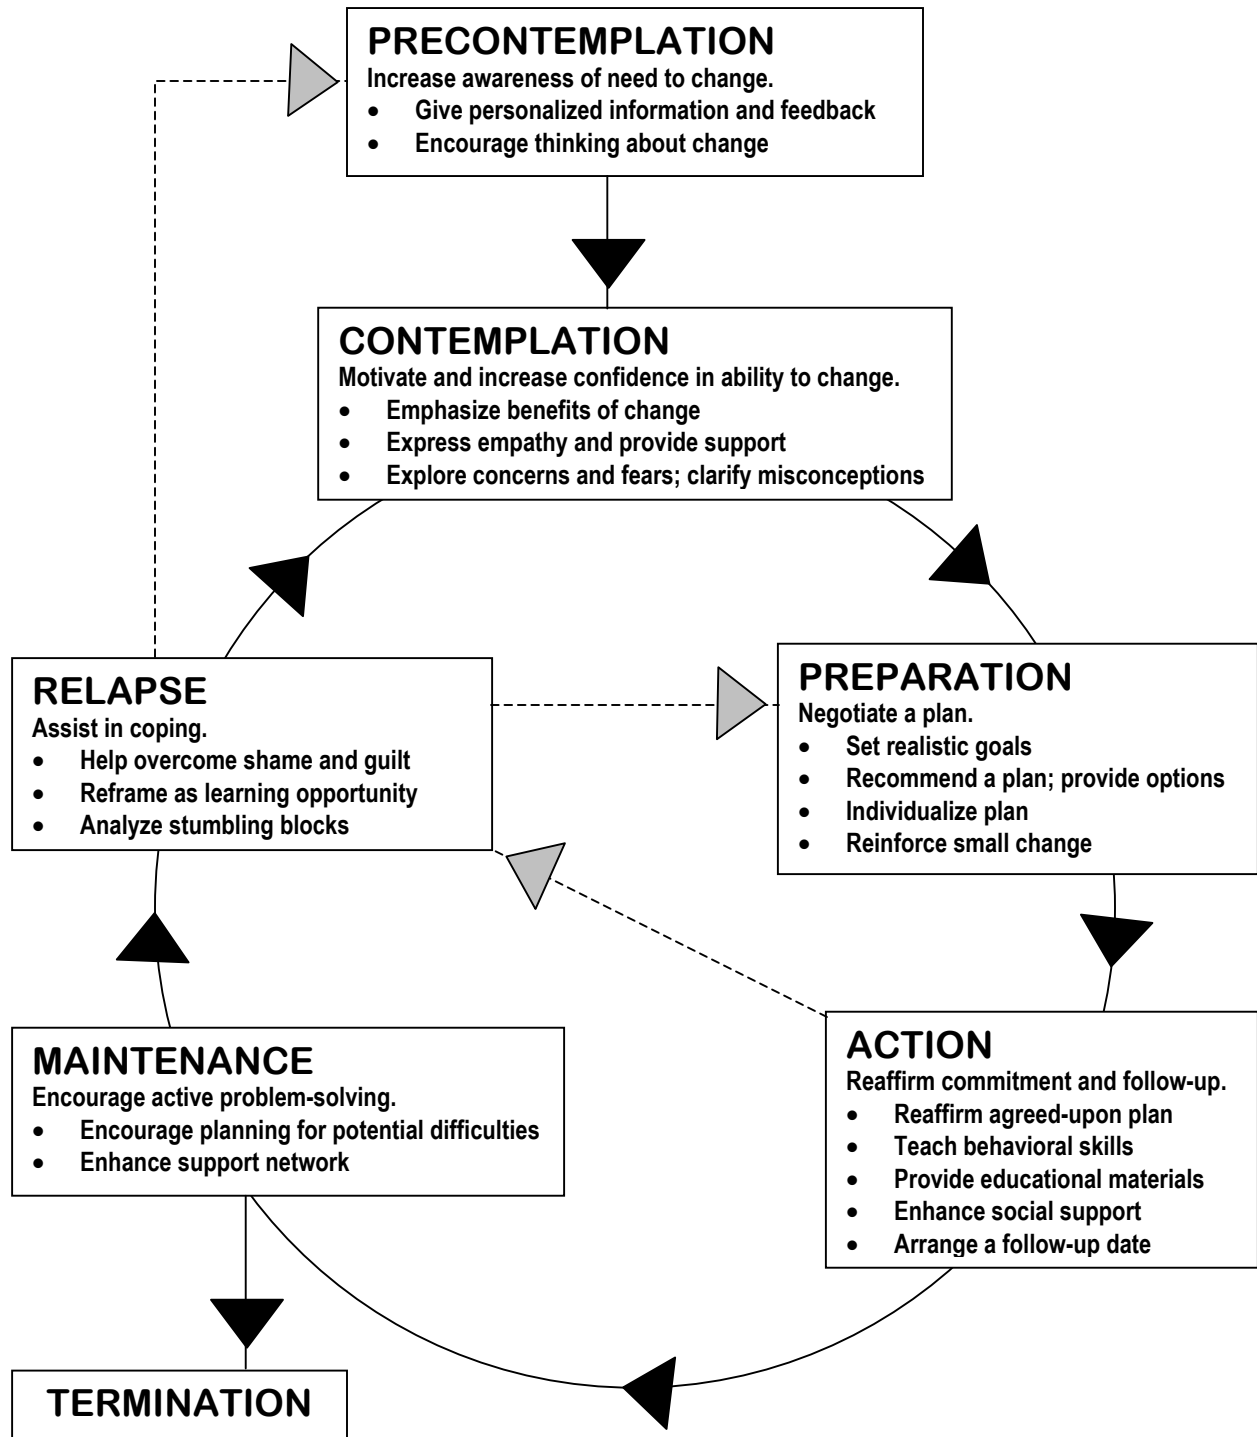 PRECONTEMPLATION
Increase awareness of need to change.
• Give personalized information and feedback
• Encourage thinking about change
CONTEMPLATION
Motivate and increase confidence in ability to change.
• Emphasize benefits of change
• Express empathy and provide support
• Explore concerns and fears; clarify misconceptions
RELAPSE
Assist in coping.
• Help overcome shame and guilt
• Reframe as learning opportunity
• Analyze stumbling blocks
PREPARATION
Negotiate a plan.
• Set realistic goals
• Recommend a plan; provide options
• Individualize plan
• Reinforce small change
MAINTENANCE
Encourage active problem-solving.
• Encourage planning for potential difficulties
• Enhance support network
ACTION
Reaffirm commitment and follow-up.
• Reaffirm agreed-upon plan
• Teach behavioral skills
• Provide educational materials
• Enhance social support
• Arrange a follow-up date
TERMINATION